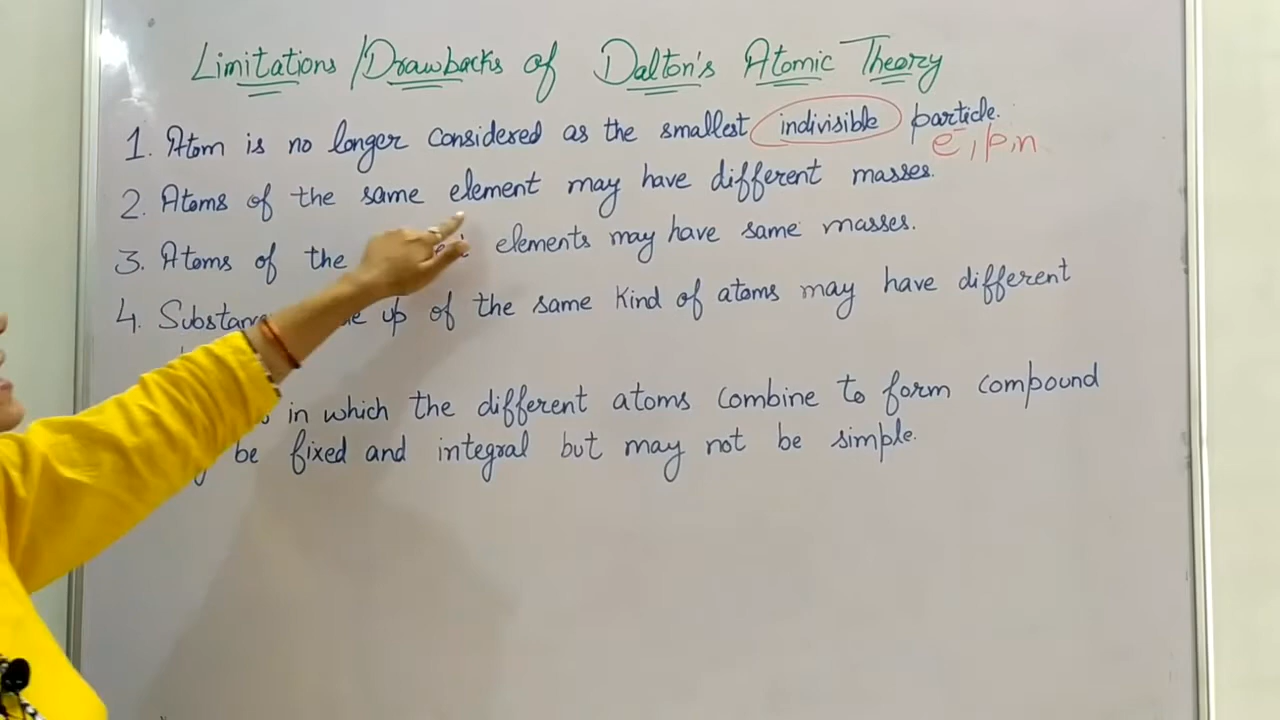 Limitations /Drawbacks of Dalton's Atomic Theory
1. Atom is no longer considered as the smallest indivisible particle.
e⁻, p, n
2. Atoms of the same element may have different masses.
3. Atoms of the elements may have same masses.
4. up of the same kind of atoms may have different
in which the different atoms combine to form compound
be fixed and integral but may not be simple.